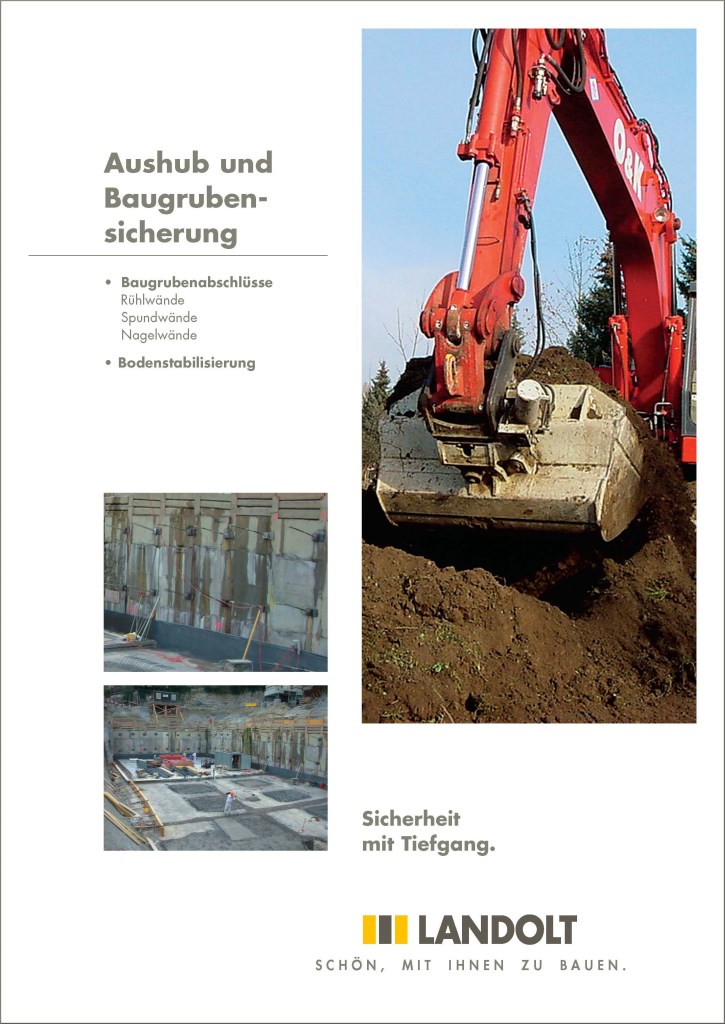 Aushub und
Baugruben-
sicherung
• Baugrubenabschlüsse
Rühlwände
Spundwände
Nagelwände
• Bodenstabilisierung
O&K
Sicherheit
mit Tiefgang.
LANDOLT
SCHÖN, MIT IHNEN ZU BAUEN.